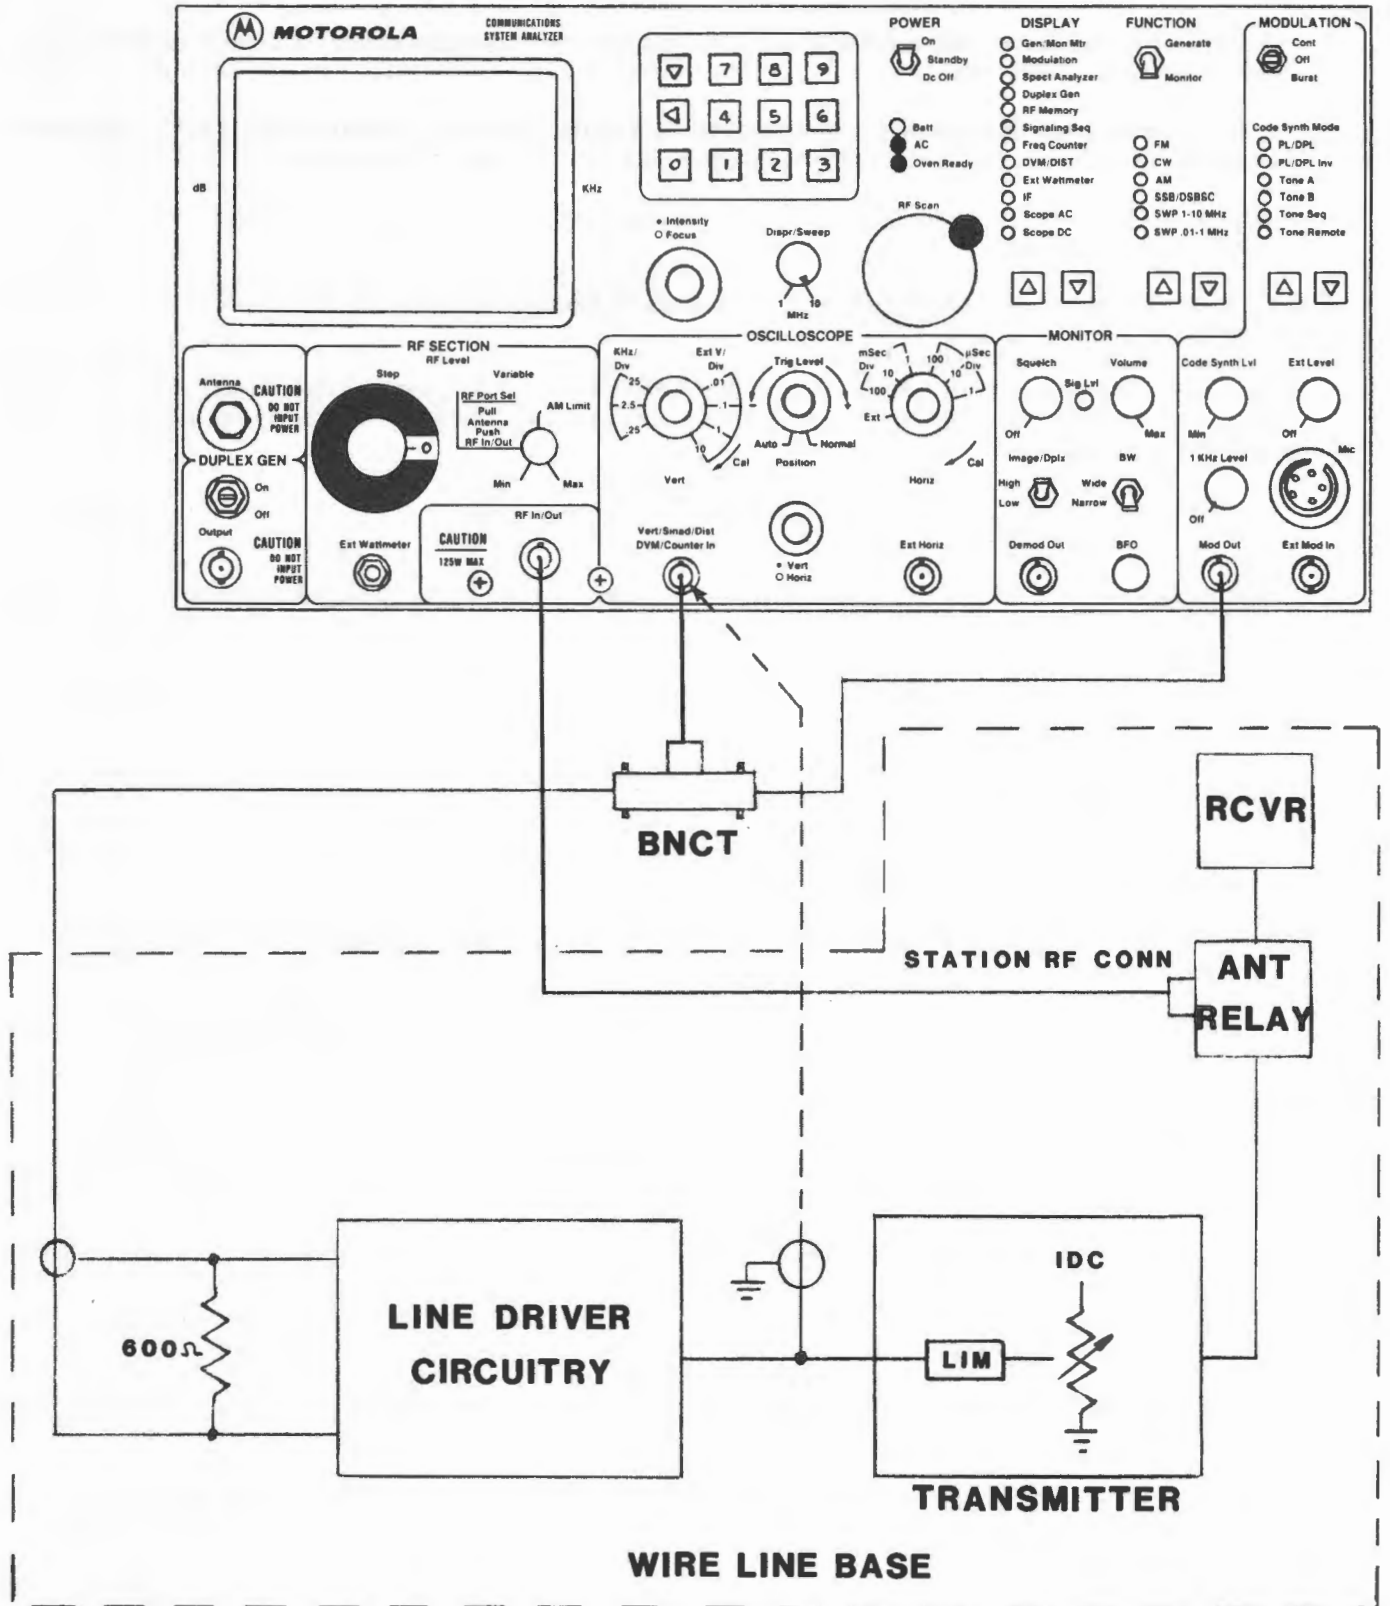 MOTOROLA
COMMUNICATIONS
SYSTEM ANALYZER
dB
KHz
7 8 9
4 5 6
0 1 2 3
POWER
On
Standby
Dc Off
Batt
AC
Oven Ready
DISPLAY
Gen/Mon Mtr
Modulation
Spect Analyzer
Duplex Gen
RF Memory
Signaling Seq
Freq Counter
DVM/DIST
Ext Wattmeter
IF
Scope AC
Scope DC
FUNCTION
Generate
Monitor
FM
CW
AM
SSB/DSBSC
SWP 1-10 MHz
SWP .01-1 MHz
MODULATION
Cont
Off
Burst
Code Synth Mode
PL/DPL
PL/DPL Inv
Tone A
Tone B
Tone Seq
Tone Remote
Intensity
Focus
Dispr/Sweep
1 10
MHz
RF Scan
Antenna
CAUTION
DO NOT
INPUT
POWER
DUPLEX GEN
On
Off
Output
CAUTION
DO NOT
INPUT
POWER
RF SECTION
RF Level
Step
Variable
RF Port Sel
Pull
Antenna
Push
RF In/Out
AM Limit
0
Min
Max
Ext Wattmeter
CAUTION
125W MAX
RF In/Out
OSCILLOSCOPE
KHz/
Div
25
2.5
.25
Ext V/
Div
.01
.1
1
10
Cal
Vert
Trig Level
- +
Auto
Normal
Position
mSec
Div
1
10
100
Ext
100
10
1
µSec
Div
Cal
Horiz
Vert/Sinad/Dist
DVM/Counter In
Vert
Horiz
Ext Horiz
MONITOR
Squelch
Sig Lvl
Volume
Off
Max
Image/Dplx
High
Low
BW
Wide
Narrow
Demod Out
BFO
Code Synth Lvl
Ext Level
Min
Off
1 KHz Level
Mic
Off
Mod Out
Ext Mod In
BNCT
RCVR
STATION RF CONN
ANT
RELAY
600Ω
LINE DRIVER
CIRCUITRY
IDC
LIM
TRANSMITTER
WIRE LINE BASE